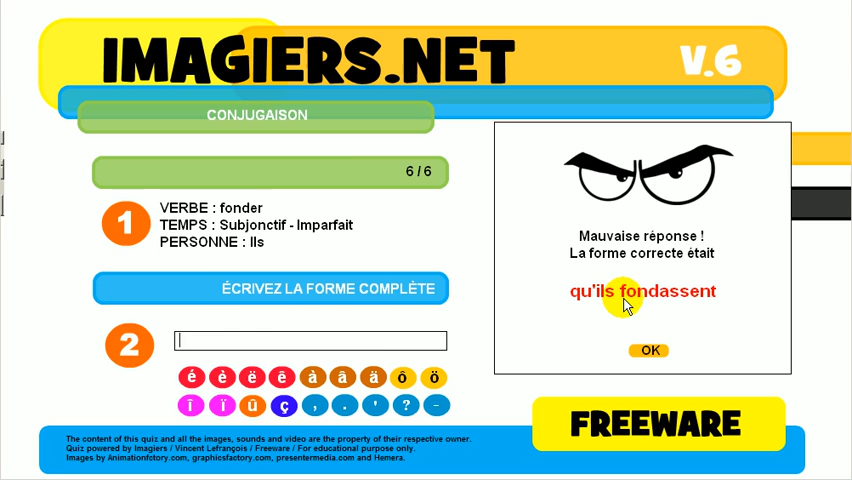 IMAGIERS.NET
V.6
CONJUGAISON
6 / 6
1
VERBE : fonder
TEMPS : Subjonctif - Imparfait
PERSONNE : Ils
ÉCRIVEZ LA FORME COMPLÈTE
2
é è ë ē à â ä ô ö
î ï ū ç , . ' ? -
Mauvaise réponse !
La forme correcte était
qu'ils fondassent
OK
FREEWARE
The content of this quiz and all the images, sounds and video are the property of their respective owner.
Quiz powered by Imagiers / Vincent Lefrançois / Freeware / For educational purpose only.
Images by Animationfctory.com, graphicsfactory.com, presentermedia.com and Hemera.